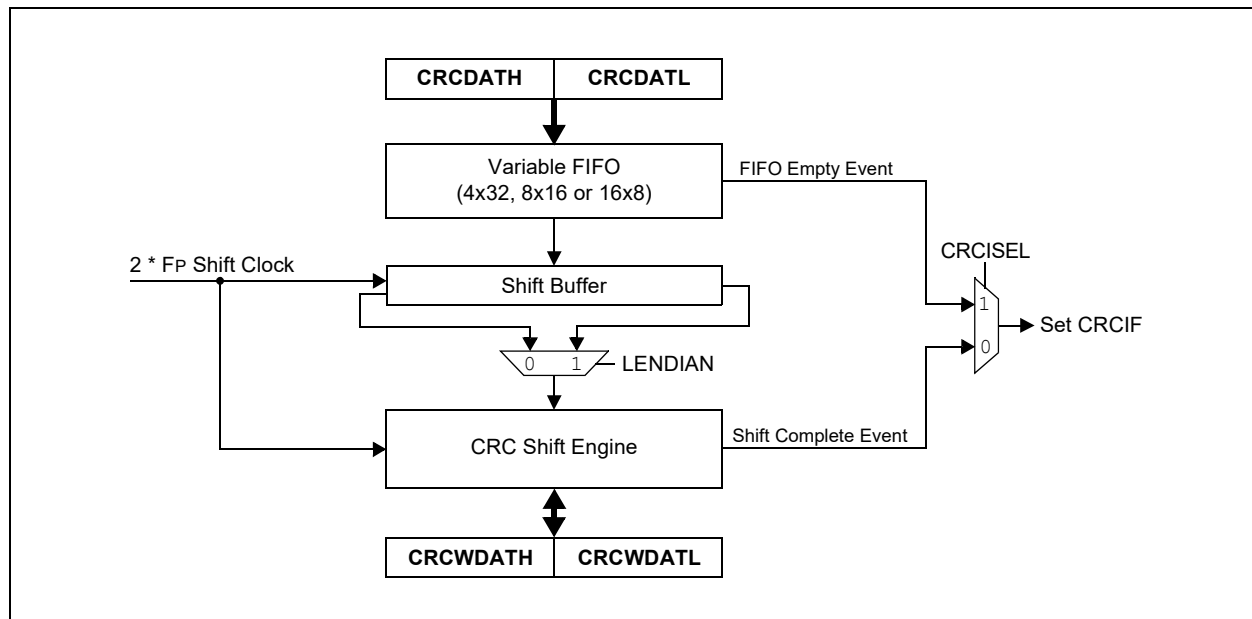 CRCDATH CRCDATL
Variable FIFO
(4x32, 8x16 or 16x8)
FIFO Empty Event
2 * FP Shift Clock
Shift Buffer
CRCISEL
1
Set CRCIF
0
0 1
LENDIAN
CRC Shift Engine
Shift Complete Event
CRCWDATH CRCWDATL